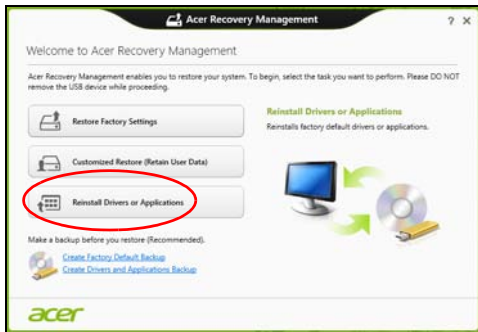 Acer Recovery Management
? ×
Welcome to Acer Recovery Management
Acer Recovery Management enables you to restore your system. To begin, select the task you want to perform. Please DO NOT
remove the USB device while proceeding.
Restore Factory Settings
Customized Restore (Retain User Data)
Reinstall Drivers or Applications
Reinstall Drivers or Applications
Reinstalls factory default drivers or applications.
Make a backup before you restore (Recommended).
Create Factory Default Backup
Create Drivers and Applications Backup
acer